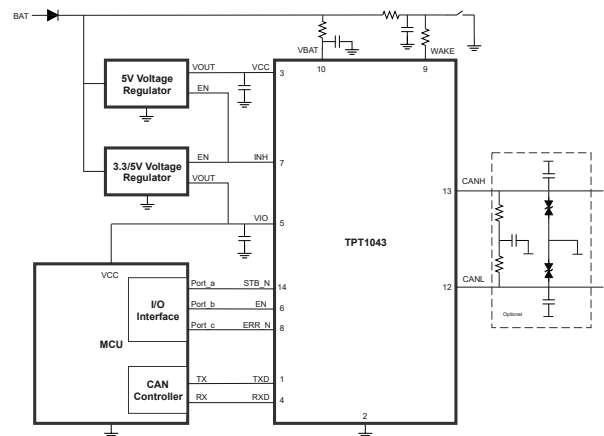 BAT
VBAT
WAKE
10
9
5V Voltage
Regulator
VOUT
VCC
3
EN
3.3/5V Voltage
Regulator
EN
INH
7
VOUT
VIO
5
TPT1043
CANH
13
CANL
12
Optional
VCC
MCU
I/O
Interface
Port_a
STB_N
14
Port_b
EN
6
Port_c
ERR_N
8
CAN
Controller
TX
TXD
1
RX
RXD
4
2